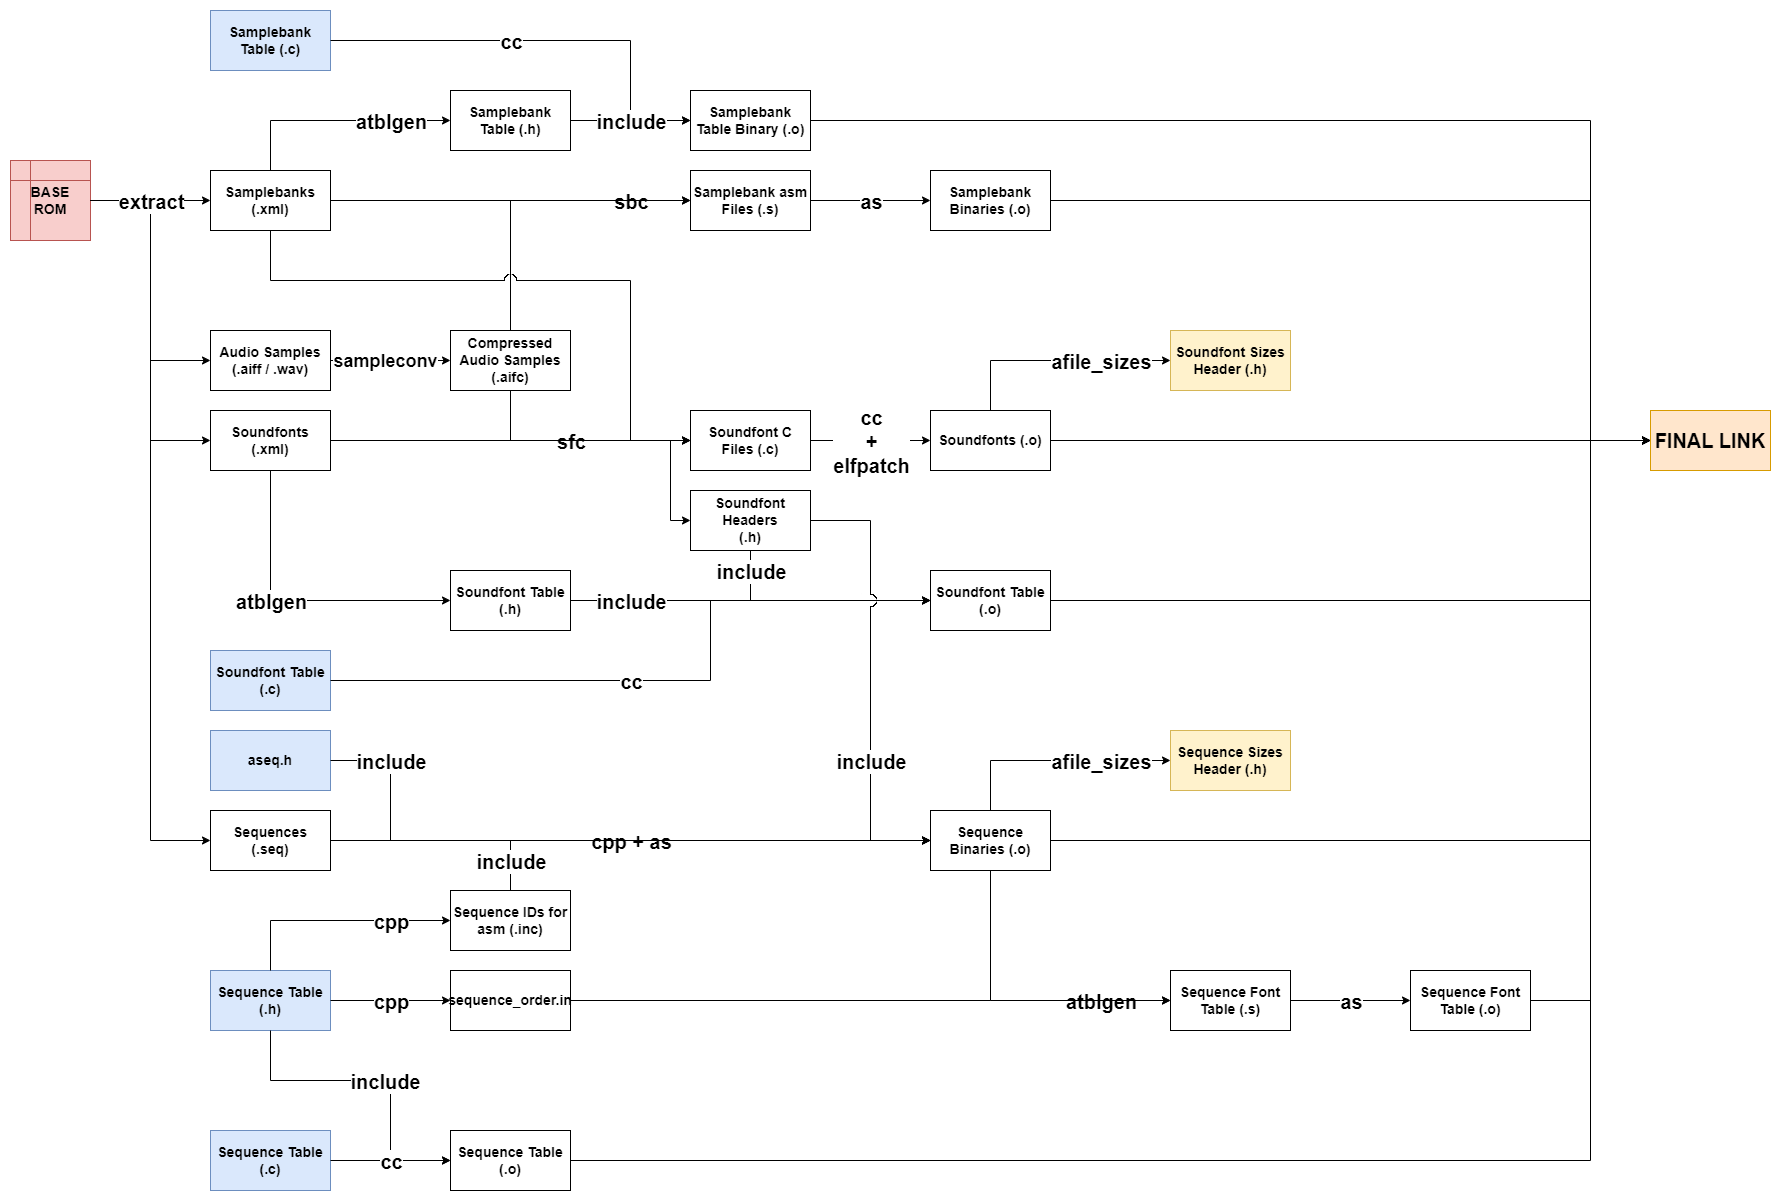 Samplebank
Table (.c)
cc
atblgen
Samplebank
Table (.h)
include
Samplebank
Table Binary (.o)
BASE
ROM
extract
Samplebanks
(.xml)
sbc
Samplebank asm
Files (.s)
as
Samplebank
Binaries (.o)
Audio Samples
(.aiff / .wav)
sampleconv
Compressed
Audio Samples
(.aifc)
afile_sizes
Soundfont Sizes
Header (.h)
Soundfonts
(.xml)
sfc
Soundfont C
Files (.c)
cc
+
elfpatch
Soundfonts (.o)
FINAL LINK
Soundfont
Headers
(.h)
include
atblgen
Soundfont Table
(.h)
include
Soundfont Table
(.o)
Soundfont Table
(.c)
cc
aseq.h
include
include
afile_sizes
Sequence Sizes
Header (.h)
Sequences
(.seq)
cpp + as
Sequence
Binaries (.o)
include
cpp
Sequence IDs for
asm (.inc)
Sequence Table
(.h)
cpp
sequence_order.in
atblgen
Sequence Font
Table (.s)
as
Sequence Font
Table (.o)
include
Sequence Table
(.c)
cc
Sequence Table
(.o)